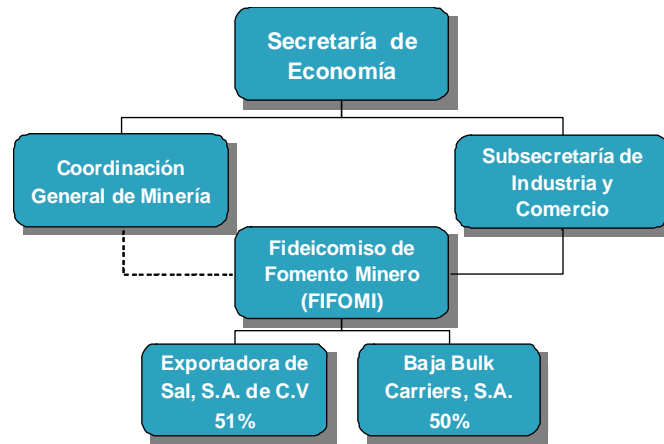 Secretaría de
Economía
Coordinación
General de Minería
Subsecretaría de
Industria y
Comercio
Fideicomiso de
Fomento Minero
(FIFOMI)
Exportadora de
Sal, S.A. de C.V
51%
Baja Bulk
Carriers, S.A.
50%